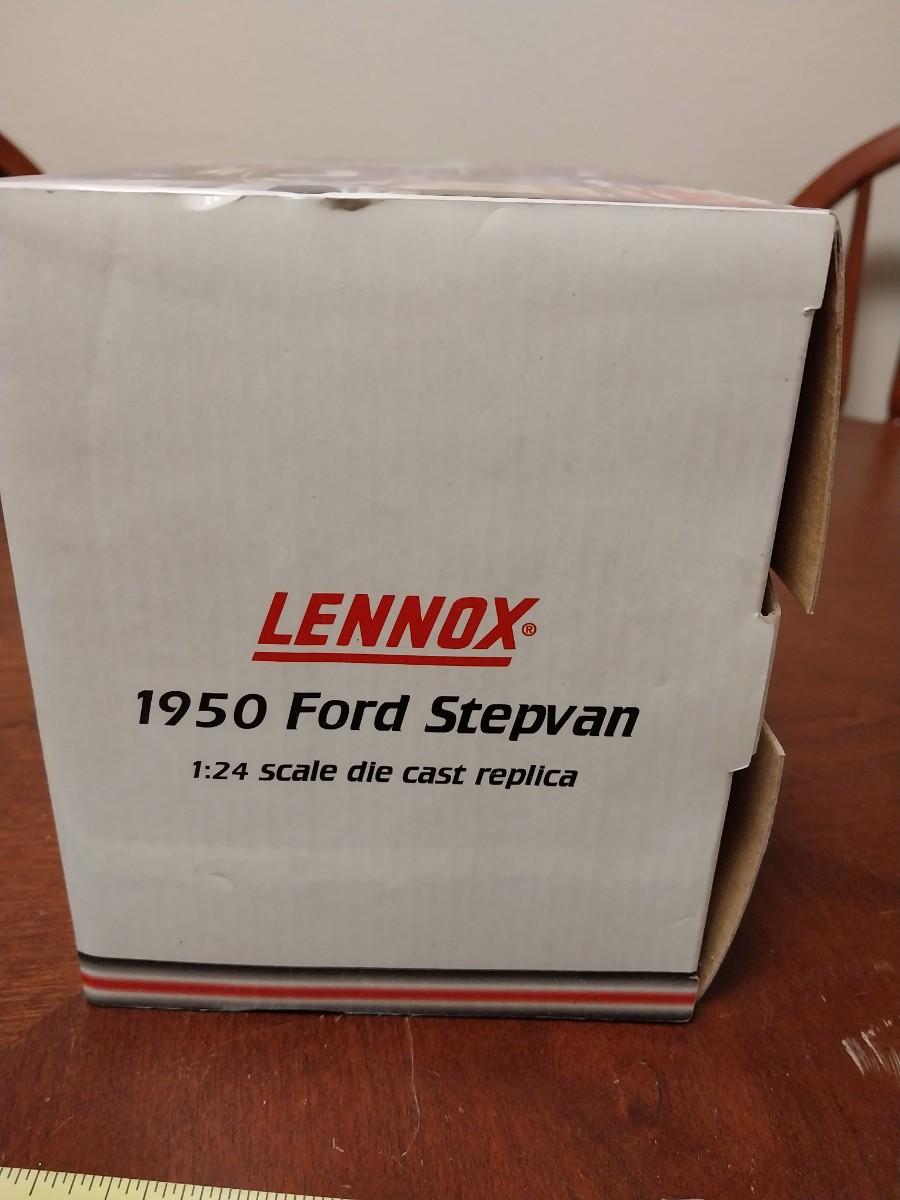 LENNOX®
1950 Ford Stepvan
1:24 scale die cast replica